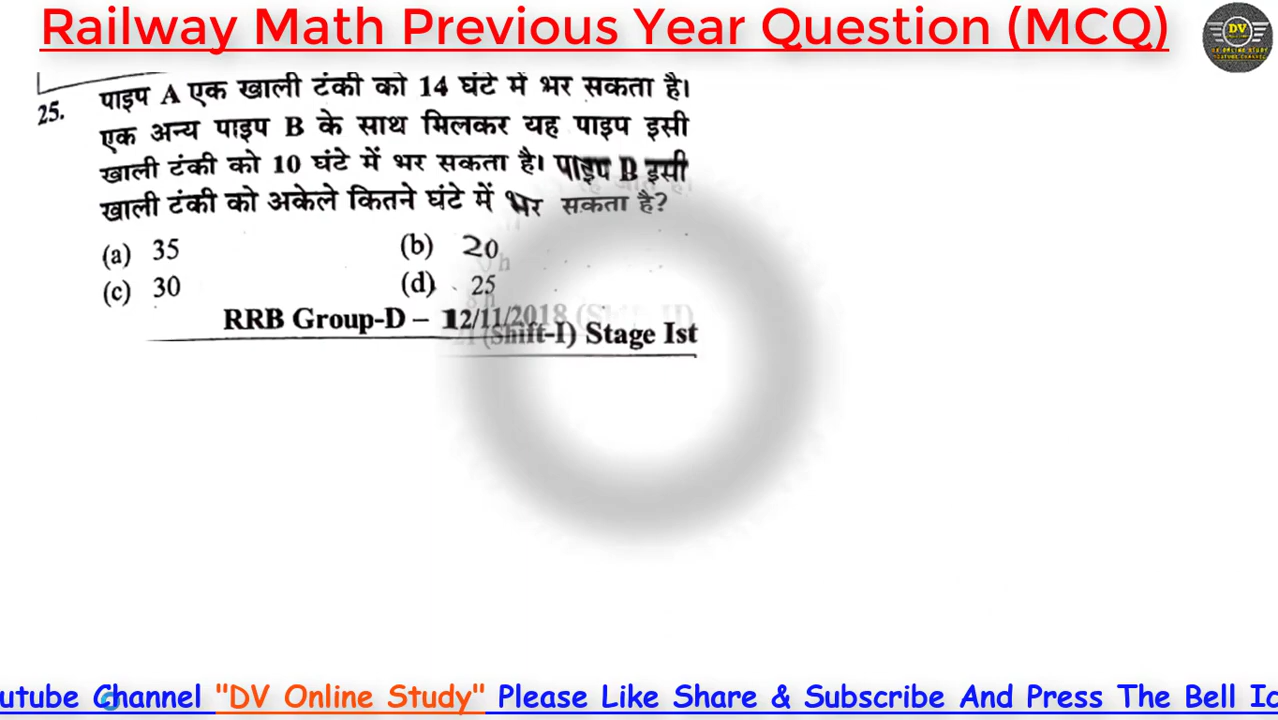 Railway Math Previous Year Question (MCQ)
DV
25. पाइप A एक खाली टंकी को 14 घंटे में भर सकता है।
एक अन्य पाइप B के साथ मिलकर यह पाइप इसी
खाली टंकी को 10 घंटे में भर सकता है। पाइप B इसी
खाली टंकी को अकेले कितने घंटे में भर सकता है?
(a) 35 (b) 20
(c) 30 (d) 25
RRB Group-D – 12/11/2018 (Shift-I) Stage Ist
utube Channel "DV Online Study" Please Like Share & Subscribe And Press The Bell Ic